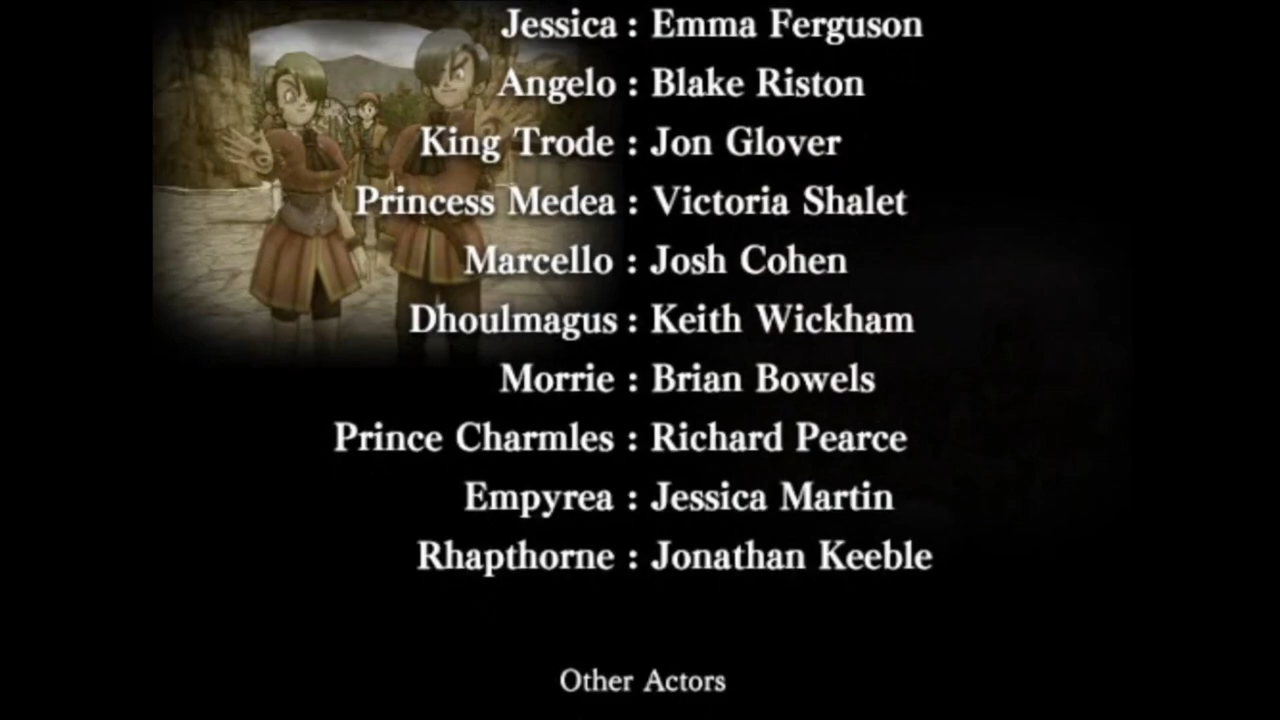 Jessica : Emma Ferguson
Angelo : Blake Riston
King Trode : Jon Glover
Princess Medea : Victoria Shalet
Marcello : Josh Cohen
Dhoulmagus : Keith Wickham
Morrie : Brian Bowels
Prince Charmles : Richard Pearce
Empyrea : Jessica Martin
Rhapthorne : Jonathan Keeble
Other Actors